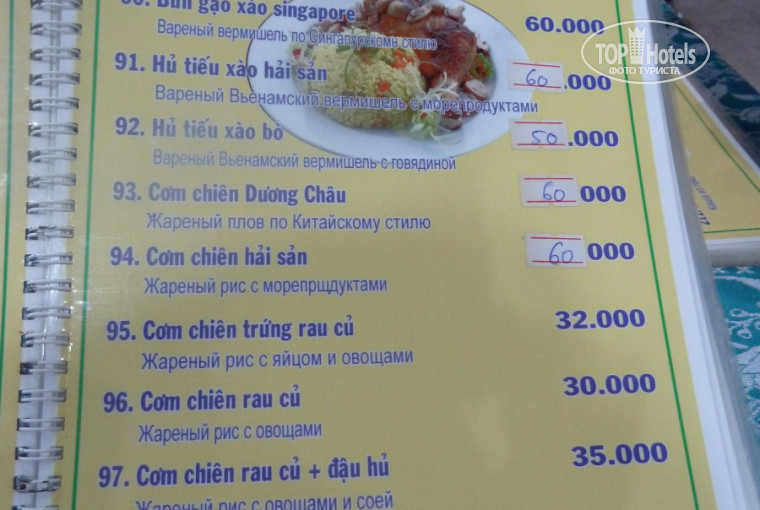 90. Bún gạo xào singapore 60.000
Вареный вермишель по Сингапурскомн стилю
91. Hủ tiếu xào hải sản 60.000
Вареный Вьенамский вермишель с морепродуктами
92. Hủ tiếu xào bò 50.000
Вареный Вьенамский вермишель с говядиной
93. Cơm chiên Dương Châu 60 000
Жареный плов по Китайскому стилю
94. Cơm chiên hải sản 60 000
Жареный рис с морепрщдуктами
95. Cơm chiên trứng rau củ 32.000
Жареный рис с яйцом и овощами
96. Cơm chiên rau củ 30.000
Жареный рис с овощами
97. Cơm chiên rau củ + đậu hủ 35.000
Жареный рис с овощами и соей
TOP Hotels
ФОТО ТУРИСТА